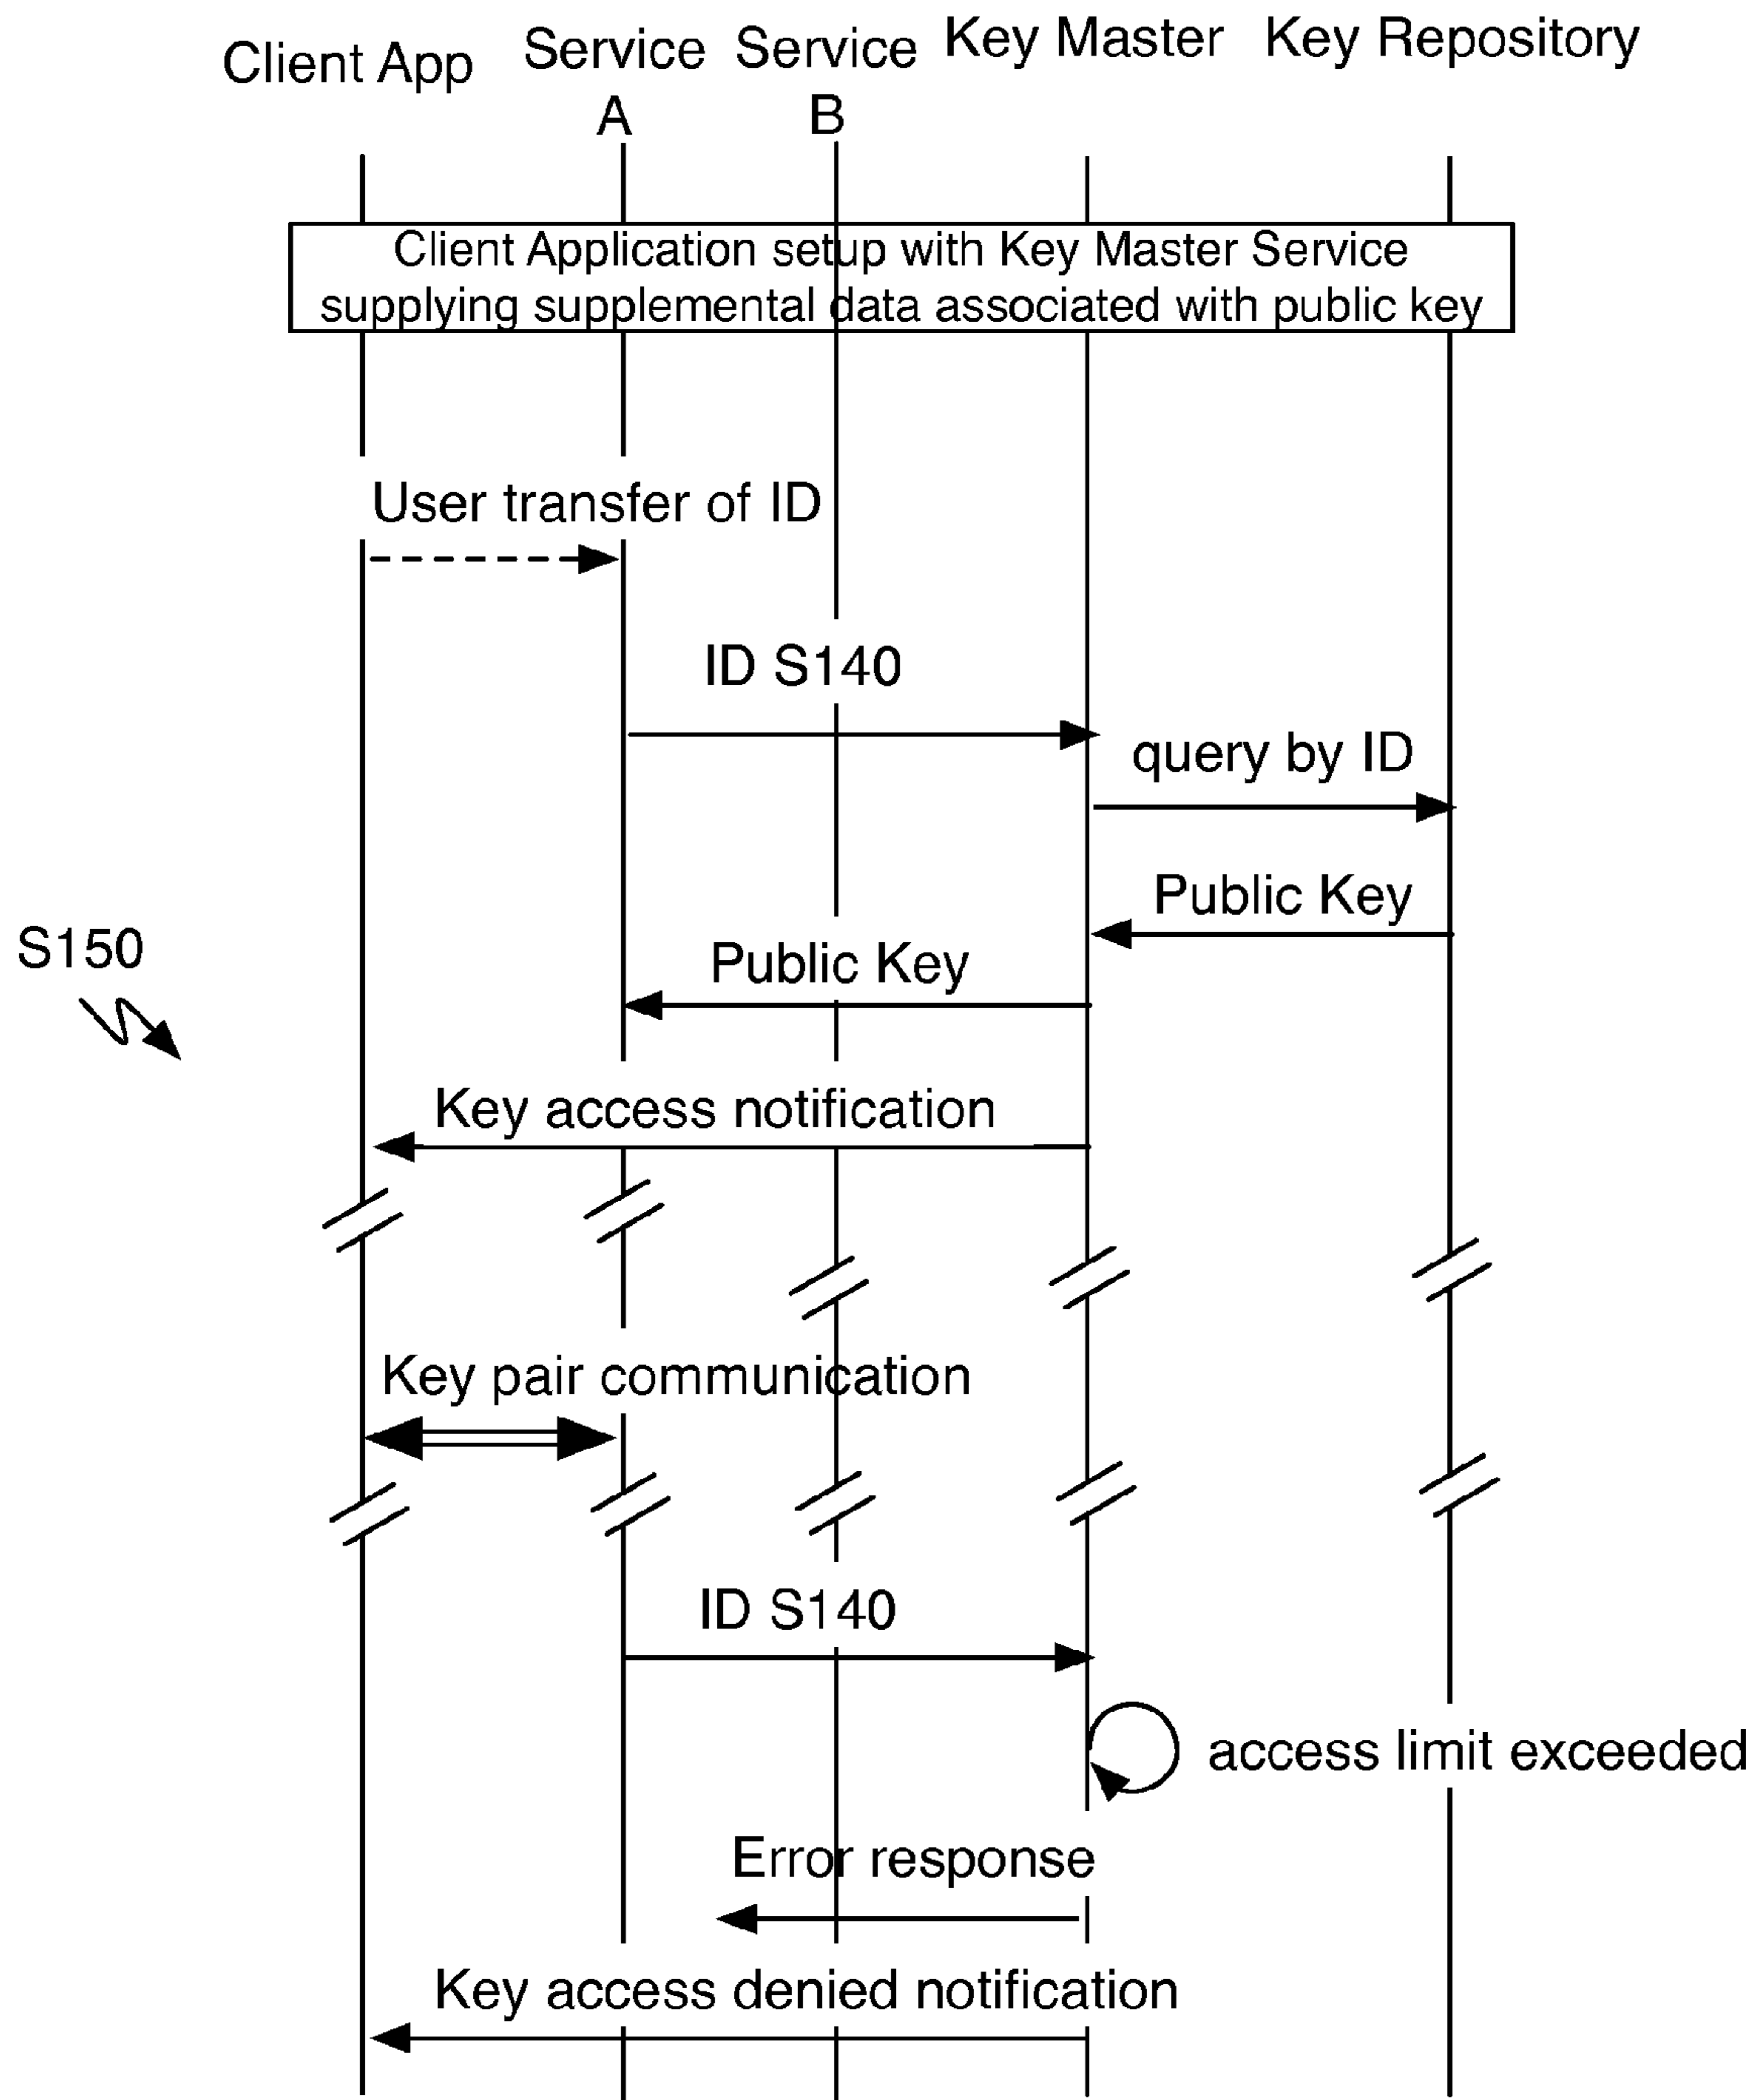 Client App
Service
A
Service
B
Key Master
Key Repository
Client Application setup with Key Master Service
supplying supplemental data associated with public key
User transfer of ID
ID S140
query by ID
Public Key
S150
Public Key
Key access notification
Key pair communication
ID S140
access limit exceeded
Error response
Key access denied notification